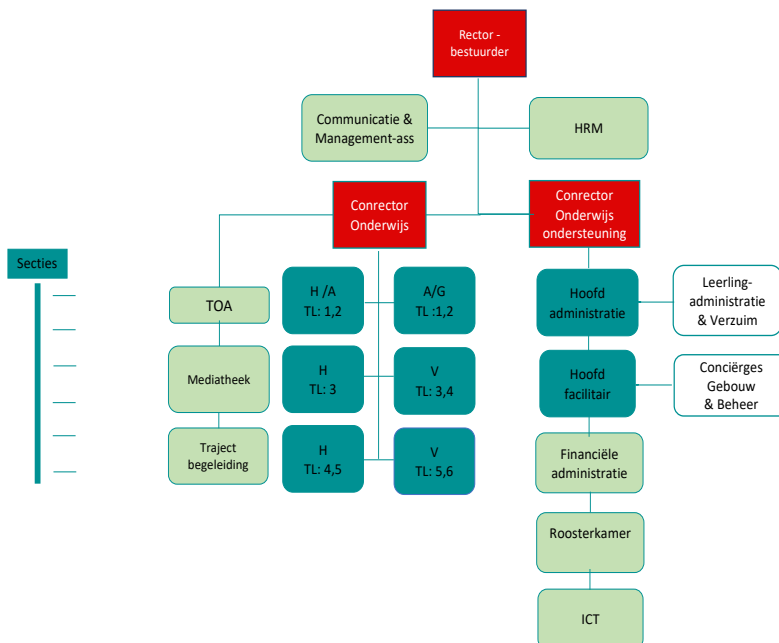 Rector -
bestuurder
Communicatie &
Management-ass
HRM
Conrector
Onderwijs
Conrector
Onderwijs
ondersteuning
Secties
TOA
Mediatheek
Traject
begeleiding
H /A
TL: 1,2
A/G
TL :1,2
H
TL: 3
V
TL: 3,4
H
TL: 4,5
V
TL: 5,6
Hoofd
administratie
Leerling-
administratie
& Verzuim
Hoofd
facilitair
Conciërges
Gebouw
& Beheer
Financiële
administratie
Roosterkamer
ICT